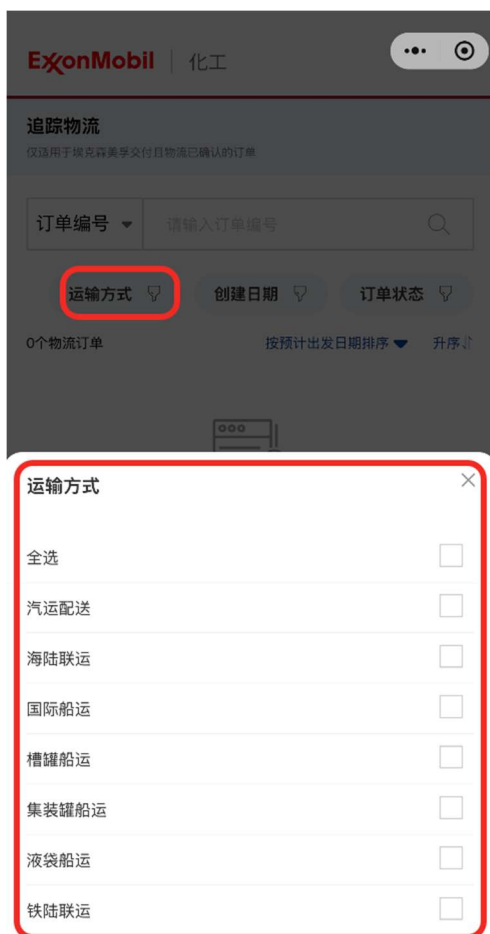 ExxonMobil | 化工
追踪物流
仅适用于埃克森美孚交付且物流已确认的订单
订单编号 请输入订单编号
运输方式 创建日期 订单状态
0个物流订单 按预计出发日期排序 升序
运输方式
全选
汽运配送
海陆联运
国际船运
槽罐船运
集装罐船运
液袋船运
铁陆联运